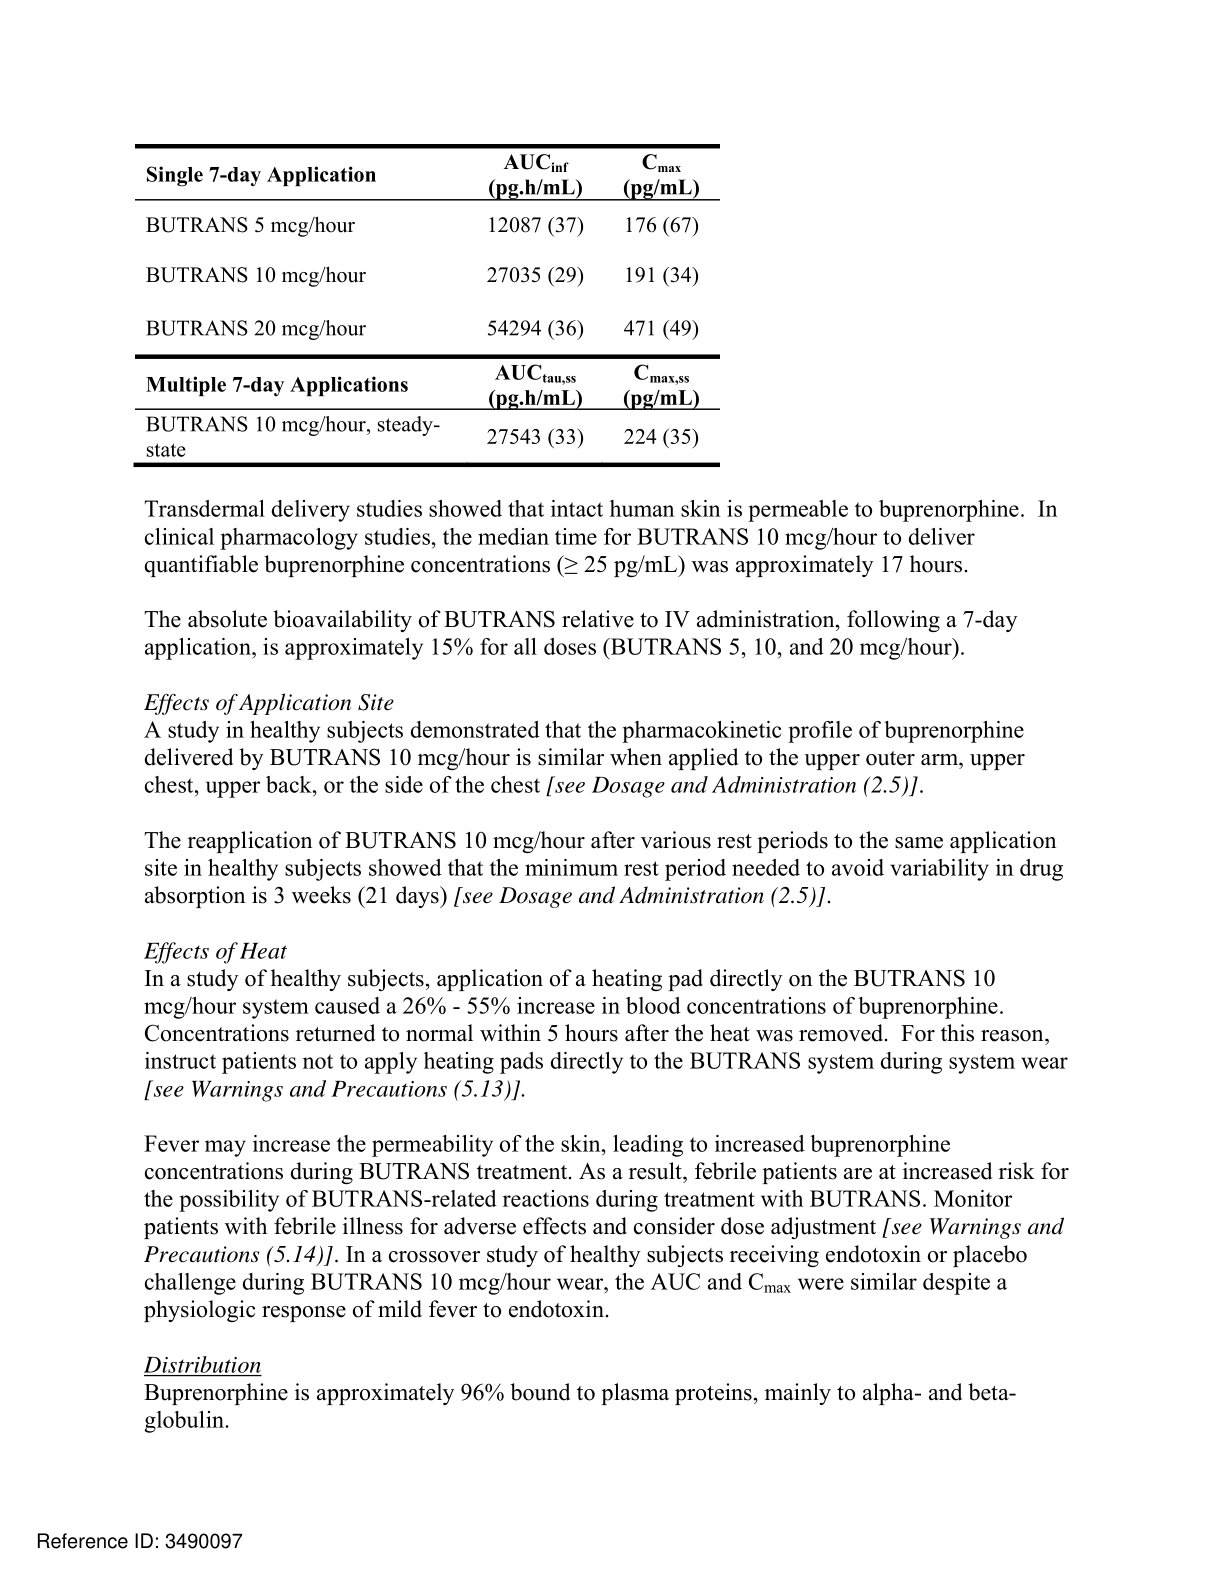 Single 7-day Application AUCinf (pg.h/mL) Cmax (pg/mL)
BUTRANS 5 mcg/hour 12087 (37) 176 (67)
BUTRANS 10 mcg/hour 27035 (29) 191 (34)
BUTRANS 20 mcg/hour 54294 (36) 471 (49)
Multiple 7-day Applications AUCtau,ss (pg.h/mL) Cmax,ss (pg/mL)
BUTRANS 10 mcg/hour, steady-
state 27543 (33) 224 (35)
Transdermal delivery studies showed that intact human skin is permeable to buprenorphine. In
clinical pharmacology studies, the median time for BUTRANS 10 mcg/hour to deliver
quantifiable buprenorphine concentrations (≥ 25 pg/mL) was approximately 17 hours.
The absolute bioavailability of BUTRANS relative to IV administration, following a 7-day
application, is approximately 15% for all doses (BUTRANS 5, 10, and 20 mcg/hour).
Effects of Application Site
A study in healthy subjects demonstrated that the pharmacokinetic profile of buprenorphine
delivered by BUTRANS 10 mcg/hour is similar when applied to the upper outer arm, upper
chest, upper back, or the side of the chest [see Dosage and Administration (2.5)].
The reapplication of BUTRANS 10 mcg/hour after various rest periods to the same application
site in healthy subjects showed that the minimum rest period needed to avoid variability in drug
absorption is 3 weeks (21 days) [see Dosage and Administration (2.5)].
Effects of Heat
In a study of healthy subjects, application of a heating pad directly on the BUTRANS 10
mcg/hour system caused a 26% - 55% increase in blood concentrations of buprenorphine.
Concentrations returned to normal within 5 hours after the heat was removed. For this reason,
instruct patients not to apply heating pads directly to the BUTRANS system during system wear
[see Warnings and Precautions (5.13)].
Fever may increase the permeability of the skin, leading to increased buprenorphine
concentrations during BUTRANS treatment. As a result, febrile patients are at increased risk for
the possibility of BUTRANS-related reactions during treatment with BUTRANS. Monitor
patients with febrile illness for adverse effects and consider dose adjustment [see Warnings and
Precautions (5.14)]. In a crossover study of healthy subjects receiving endotoxin or placebo
challenge during BUTRANS 10 mcg/hour wear, the AUC and Cmax were similar despite a
physiologic response of mild fever to endotoxin.
Distribution
Buprenorphine is approximately 96% bound to plasma proteins, mainly to alpha- and beta-
globulin.
Reference ID: 3490097